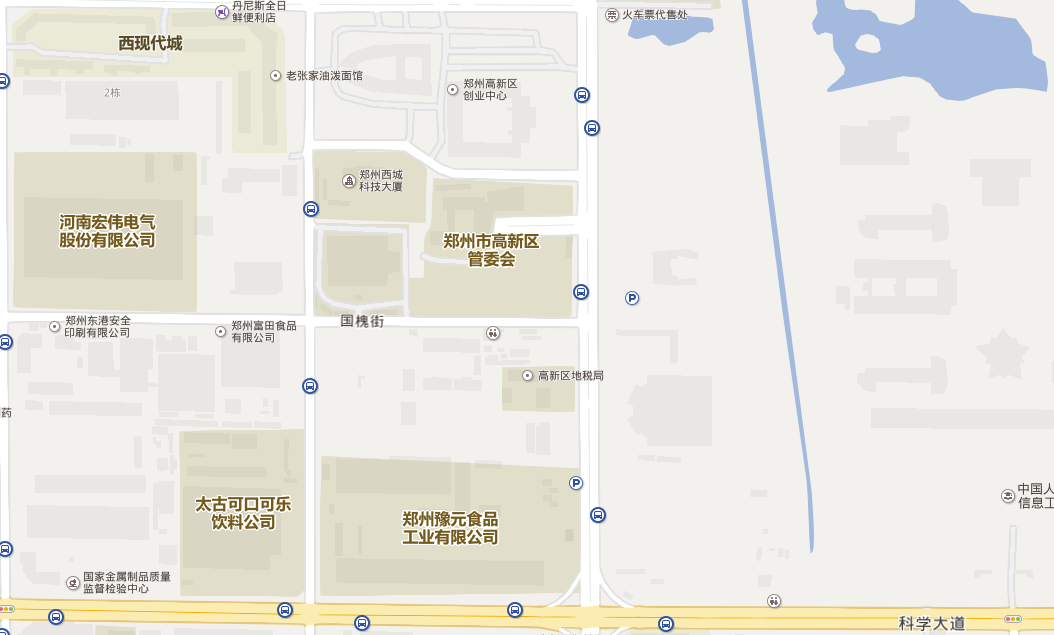 丹尼斯全日
鲜便利店
火车票代售处
西现代城
老张家油泼面馆
2栋
郑州高新区
创业中心
郑州西城
科技大厦
河南宏伟电气
股份有限公司
郑州市高新区
管委会
P
国槐街
郑州东港安全
印刷有限公司
郑州富田食品
有限公司
高新区地税局
药
P
太古可口可乐
饮料公司
郑州豫元食品
工业有限公司
中国人
信息工
国家金属制品质量
监督检验中心
科学大道